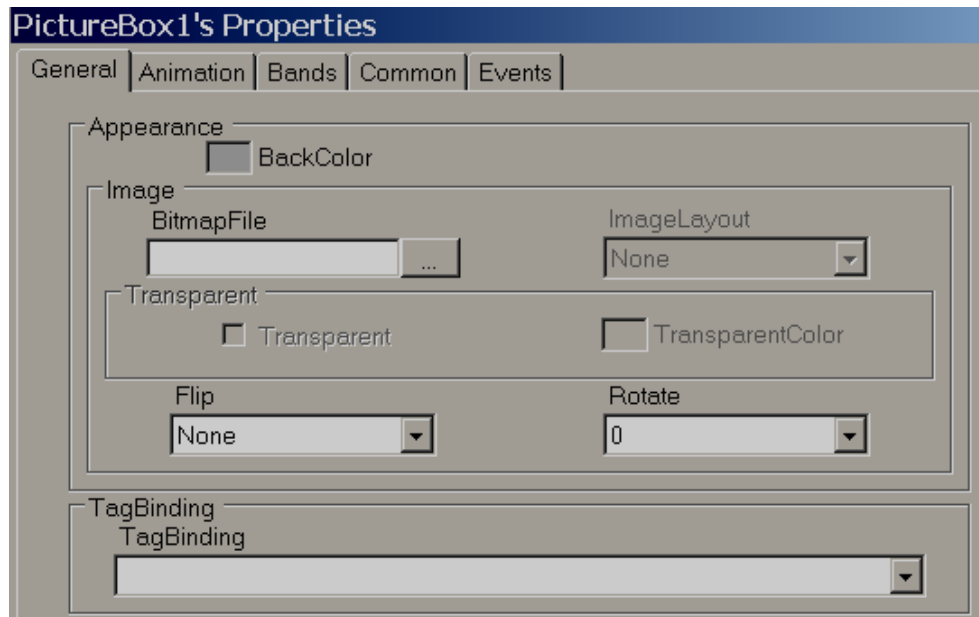 PictureBox1's Properties
General Animation Bands Common Events
Appearance
BackColor
Image
BitmapFile ImageLayout
... None
Transparent
Transparent TransparentColor
Flip Rotate
None 0
TagBinding
TagBinding